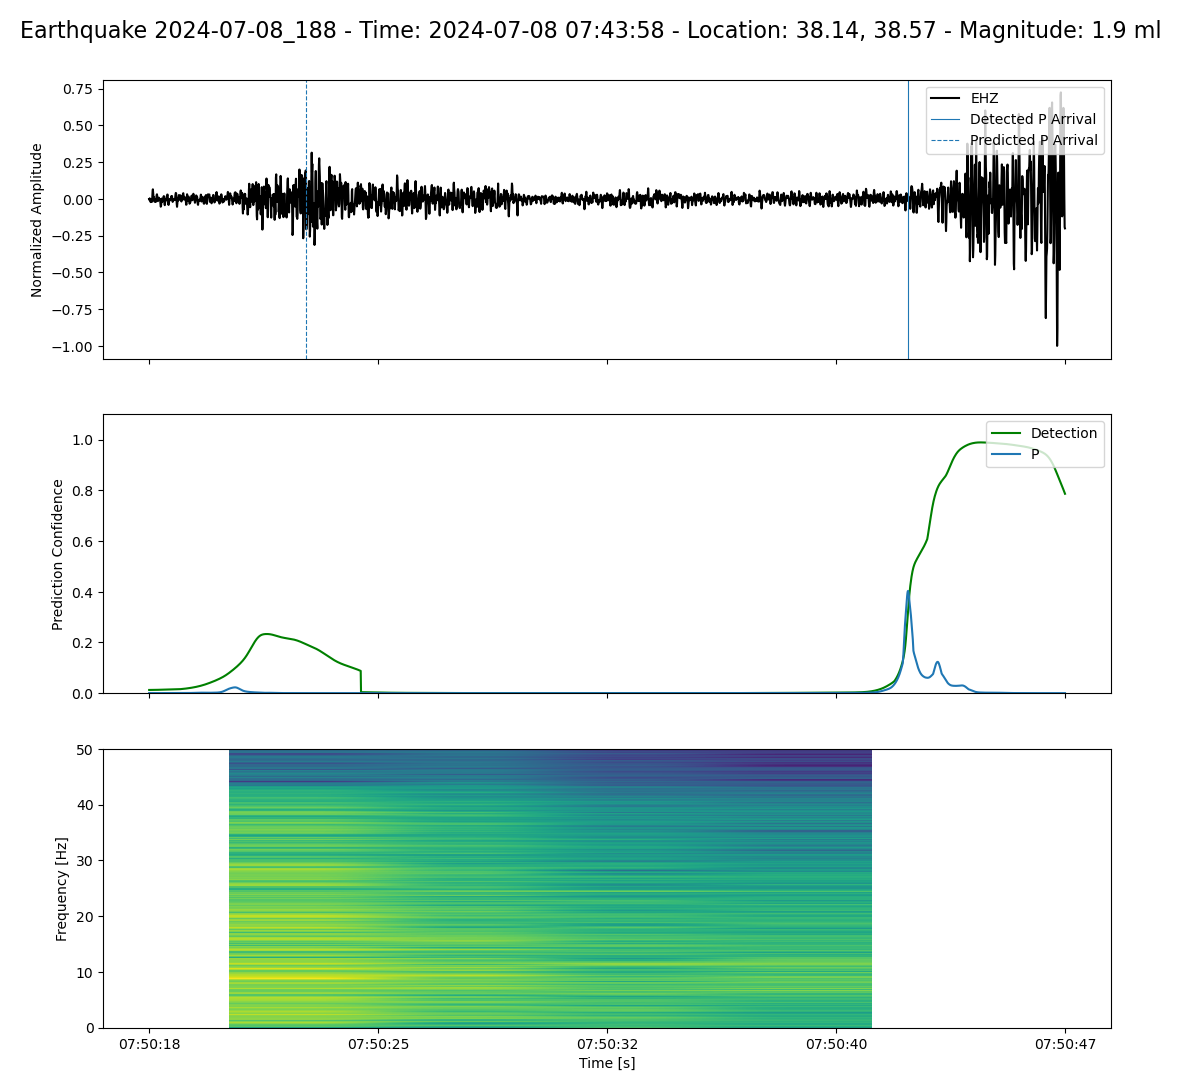 Earthquake 2024-07-08_188 - Time: 2024-07-08 07:43:58 - Location: 38.14, 38.57 - Magnitude: 1.9 ml
Normalized Amplitude
0.75
0.50
0.25
0.00
−0.25
−0.50
−0.75
−1.00
EHZ
Detected P Arrival
Predicted P Arrival
Prediction Confidence
1.0
0.8
0.6
0.4
0.2
0.0
Detection
P
Frequency [Hz]
50
40
30
20
10
0
07:50:18 07:50:25 07:50:32 07:50:40 07:50:47
Time [s]